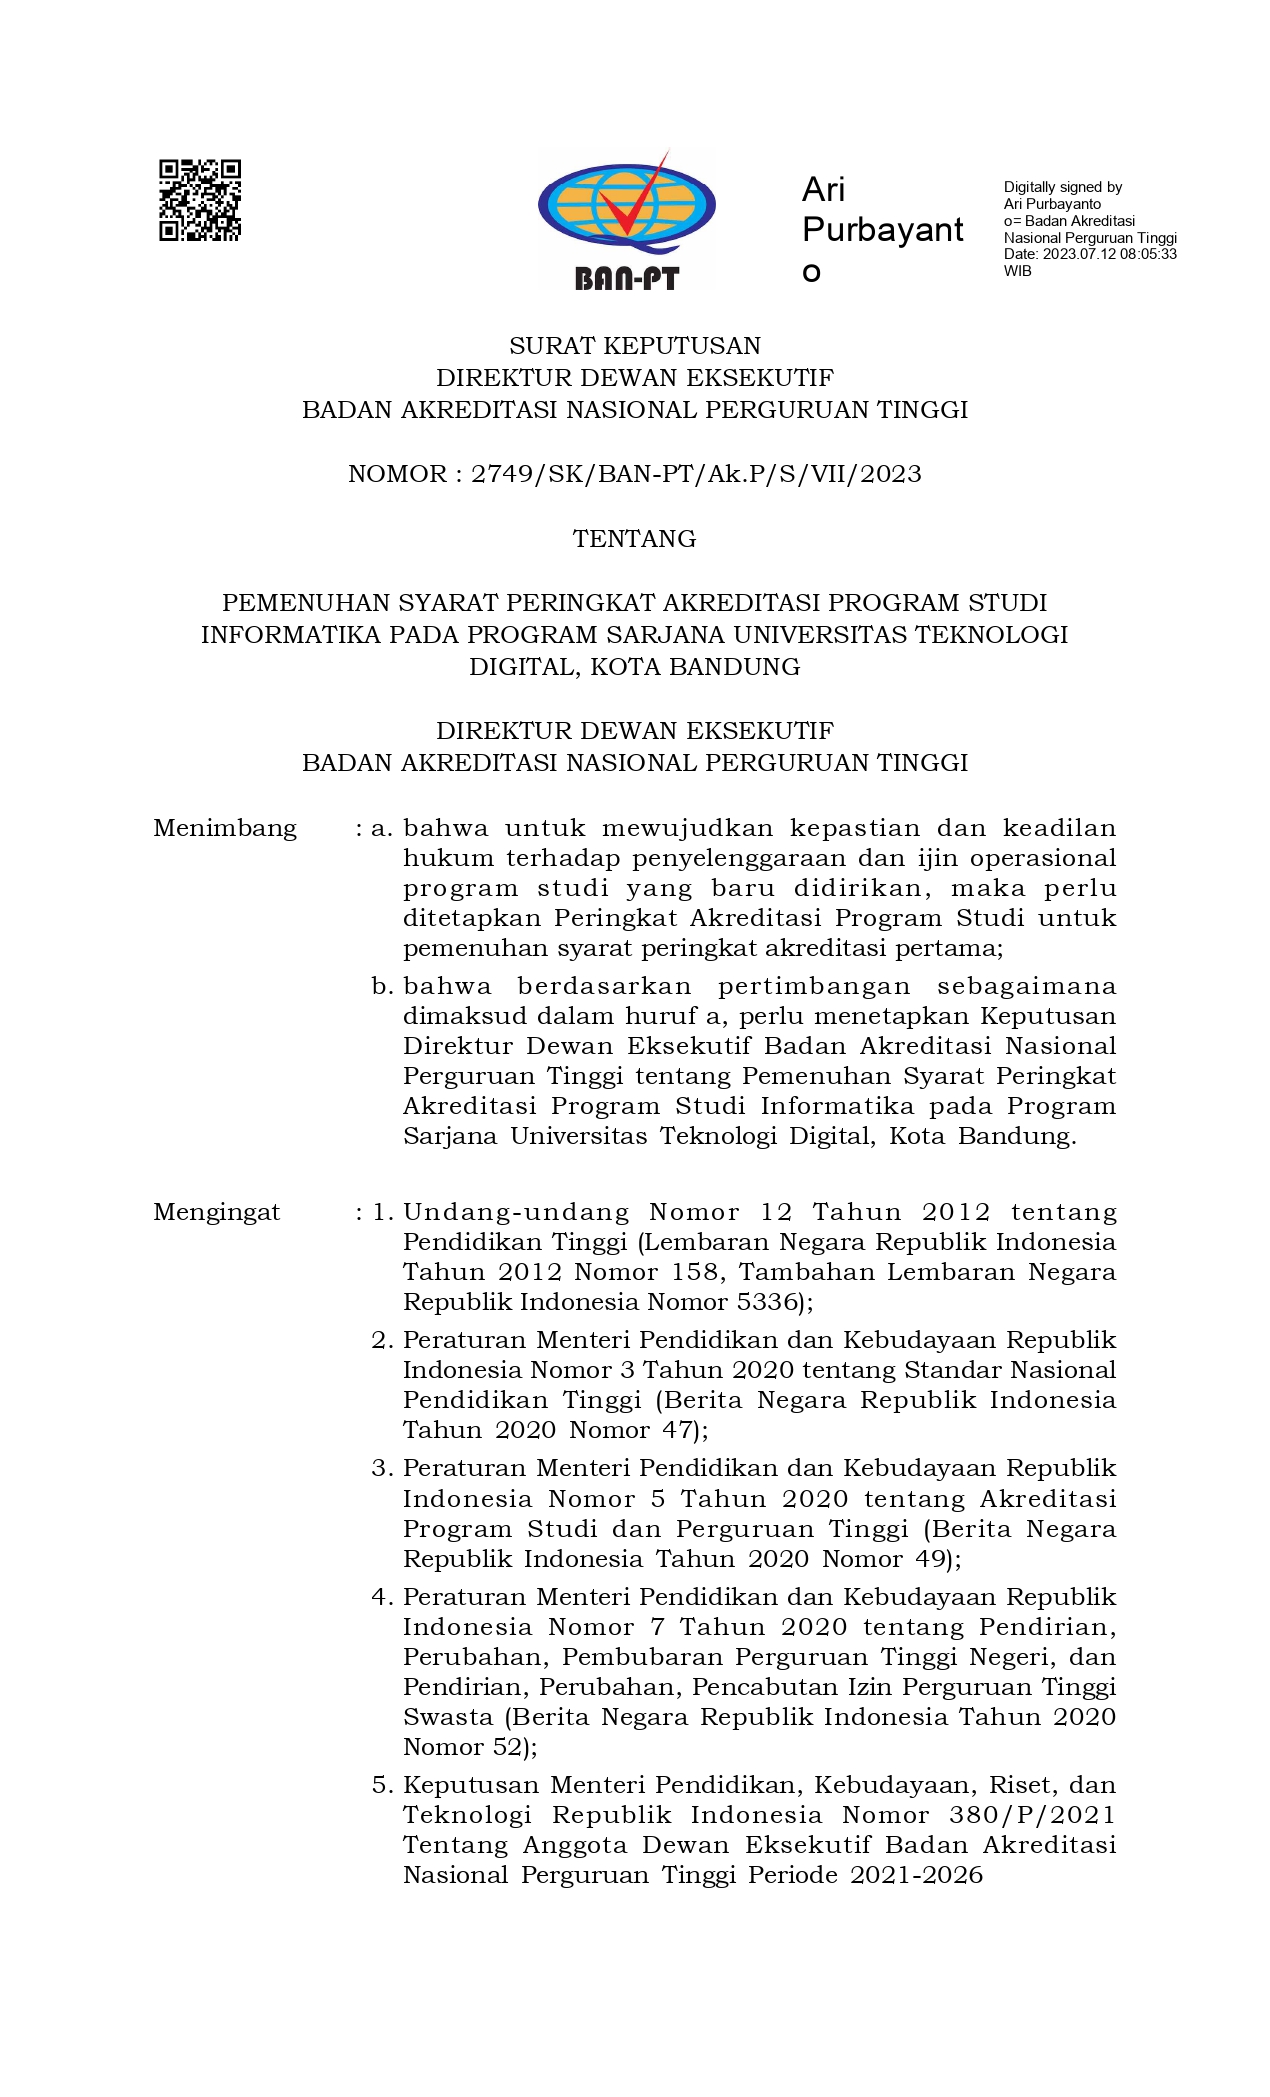 BAN-PT
Ari
Purbayant
o
Digitally signed by
Ari Purbayanto
o= Badan Akreditasi
Nasional Perguruan Tinggi
Date: 2023.07.12 08:05:33
WIB
SURAT KEPUTUSAN
DIREKTUR DEWAN EKSEKUTIF
BADAN AKREDITASI NASIONAL PERGURUAN TINGGI
NOMOR : 2749/SK/BAN-PT/Ak.P/S/VII/2023
TENTANG
PEMENUHAN SYARAT PERINGKAT AKREDITASI PROGRAM STUDI
INFORMATIKA PADA PROGRAM SARJANA UNIVERSITAS TEKNOLOGI
DIGITAL, KOTA BANDUNG
DIREKTUR DEWAN EKSEKUTIF
BADAN AKREDITASI NASIONAL PERGURUAN TINGGI
Menimbang : a. bahwa untuk mewujudkan kepastian dan keadilan
hukum terhadap penyelenggaraan dan ijin operasional
program studi yang baru didirikan, maka perlu
ditetapkan Peringkat Akreditasi Program Studi untuk
pemenuhan syarat peringkat akreditasi pertama;
b. bahwa berdasarkan pertimbangan sebagaimana
dimaksud dalam huruf a, perlu menetapkan Keputusan
Direktur Dewan Eksekutif Badan Akreditasi Nasional
Perguruan Tinggi tentang Pemenuhan Syarat Peringkat
Akreditasi Program Studi Informatika pada Program
Sarjana Universitas Teknologi Digital, Kota Bandung.
Mengingat : 1. Undang-undang Nomor 12 Tahun 2012 tentang
Pendidikan Tinggi (Lembaran Negara Republik Indonesia
Tahun 2012 Nomor 158, Tambahan Lembaran Negara
Republik Indonesia Nomor 5336);
2. Peraturan Menteri Pendidikan dan Kebudayaan Republik
Indonesia Nomor 3 Tahun 2020 tentang Standar Nasional
Pendidikan Tinggi (Berita Negara Republik Indonesia
Tahun 2020 Nomor 47);
3. Peraturan Menteri Pendidikan dan Kebudayaan Republik
Indonesia Nomor 5 Tahun 2020 tentang Akreditasi
Program Studi dan Perguruan Tinggi (Berita Negara
Republik Indonesia Tahun 2020 Nomor 49);
4. Peraturan Menteri Pendidikan dan Kebudayaan Republik
Indonesia Nomor 7 Tahun 2020 tentang Pendirian,
Perubahan, Pembubaran Perguruan Tinggi Negeri, dan
Pendirian, Perubahan, Pencabutan Izin Perguruan Tinggi
Swasta (Berita Negara Republik Indonesia Tahun 2020
Nomor 52);
5. Keputusan Menteri Pendidikan, Kebudayaan, Riset, dan
Teknologi Republik Indonesia Nomor 380/P/2021
Tentang Anggota Dewan Eksekutif Badan Akreditasi
Nasional Perguruan Tinggi Periode 2021-2026